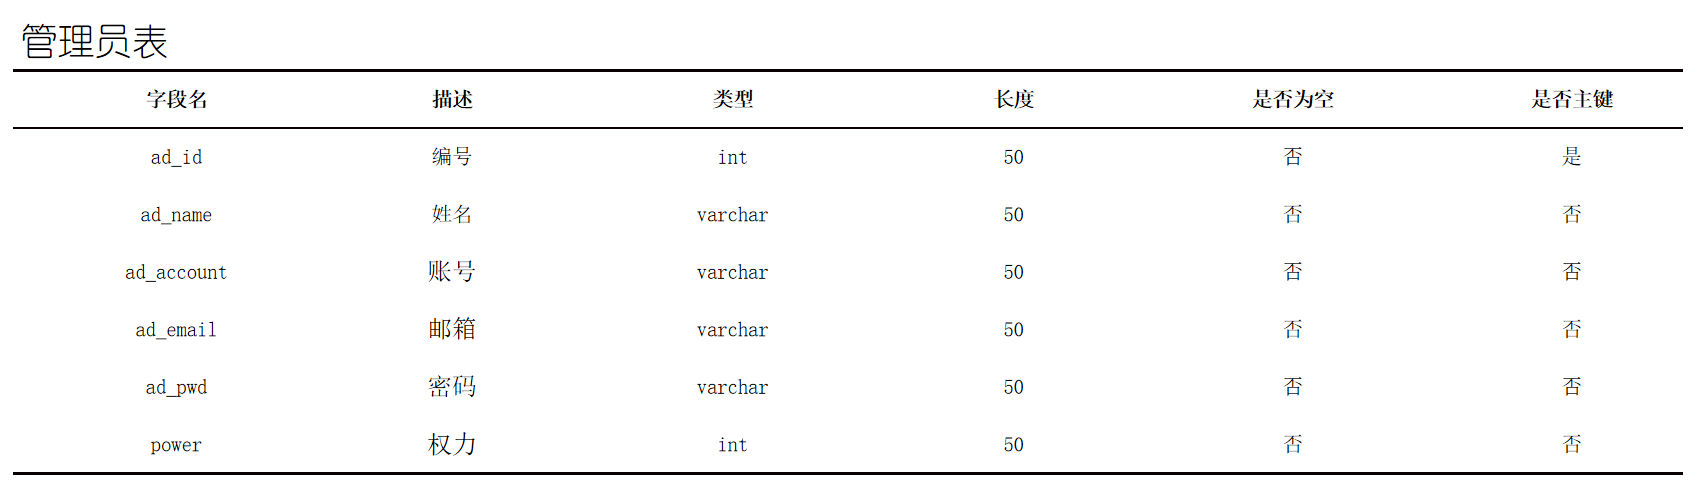 管理员表
字段名 描述 类型 长度 是否为空 是否主键
ad_id 编号 int 50 否 是
ad_name 姓名 varchar 50 否 否
ad_account 账号 varchar 50 否 否
ad_email 邮箱 varchar 50 否 否
ad_pwd 密码 varchar 50 否 否
power 权力 int 50 否 否